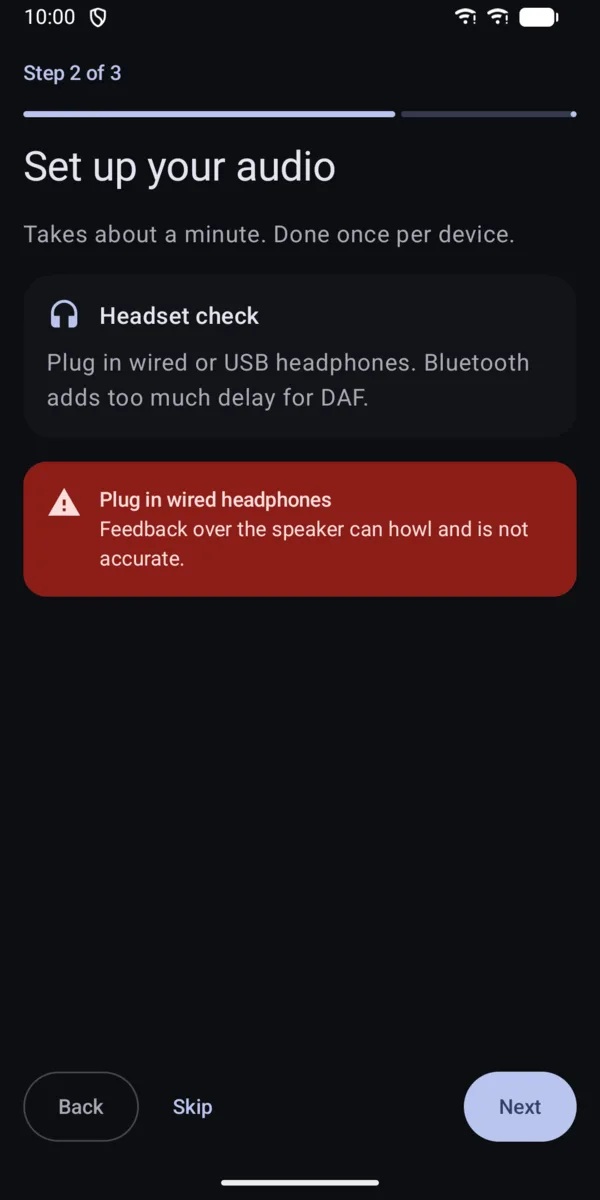 10:00
Step 2 of 3
Set up your audio
Takes about a minute. Done once per device.
Headset check
Plug in wired or USB headphones. Bluetooth
adds too much delay for DAF.
Plug in wired headphones
Feedback over the speaker can howl and is not
accurate.
Back
Skip
Next